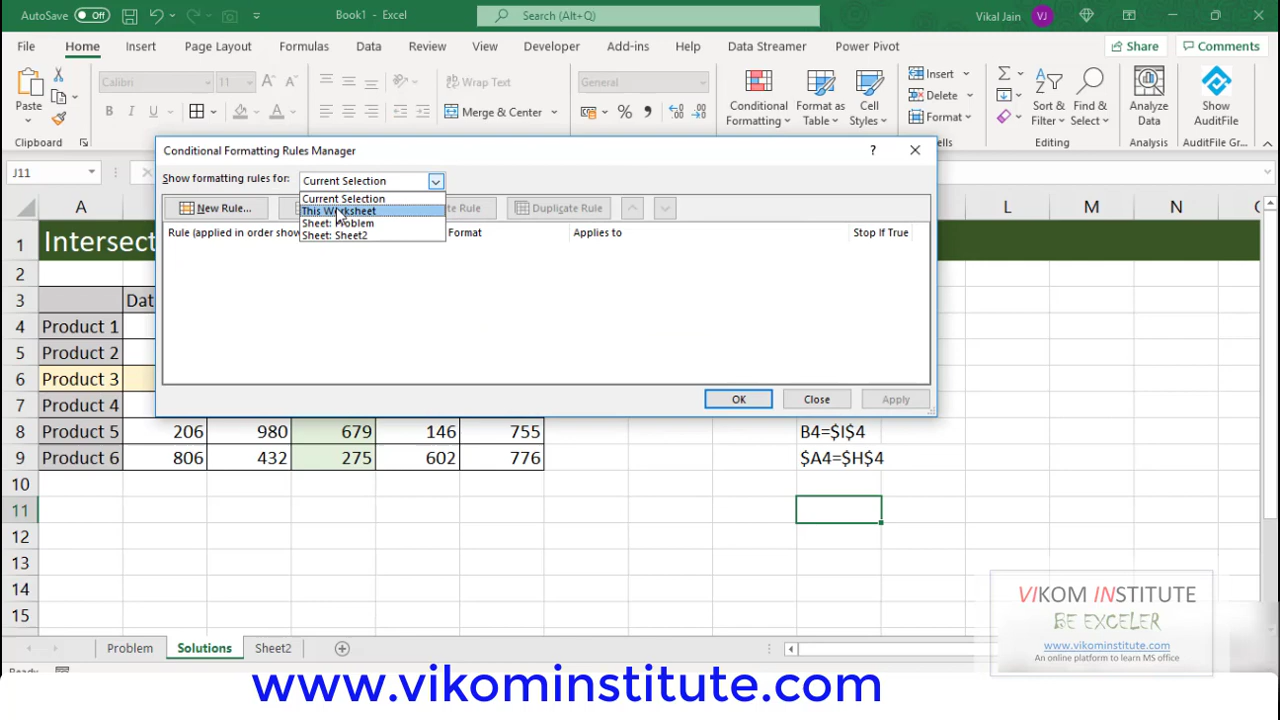 AutoSave Off Book1 - Excel Search (Alt+Q) Vikal Jain VJ
File Home Insert Draw Page Layout Formulas Data Review View Developer Add-ins Help Data Streamer Power Pivot Share Comments
Paste
Clipboard
Calibri 11
B I U
Wrap Text
Merge & Center
General
% ,
Conditional Formatting
Format as Table
Cell Styles
Insert
Delete
Format
Cells
Sort & Filter
Find & Select
Analyze Data
Analysis
Show AuditFile
AuditFile Gr...
J11
Conditional Formatting Rules Manager ?
Show formatting rules for: Current Selection
Current Selection
This Worksheet
Sheet: Problem
Sheet: Sheet2
New Rule... Duplicate Rule
Rule (applied in order Format Applies to Stop If True
OK Close Apply
A L M N
1 Intersec
2
3 Dat
4 Product 1
5 Product 2
6 Product 3
7 Product 4
8 Product 5 206 980 679 146 755 B4=$I$4
9 Product 6 806 432 275 602 776 $A4=$H$4
10
11
12
13
14
15
VIKOM INSTITUTE
BE EXCELER
www.vikominstitute.com
An online platform to learn MS office
Problem Solutions Sheet2
www.vikominstitute.com